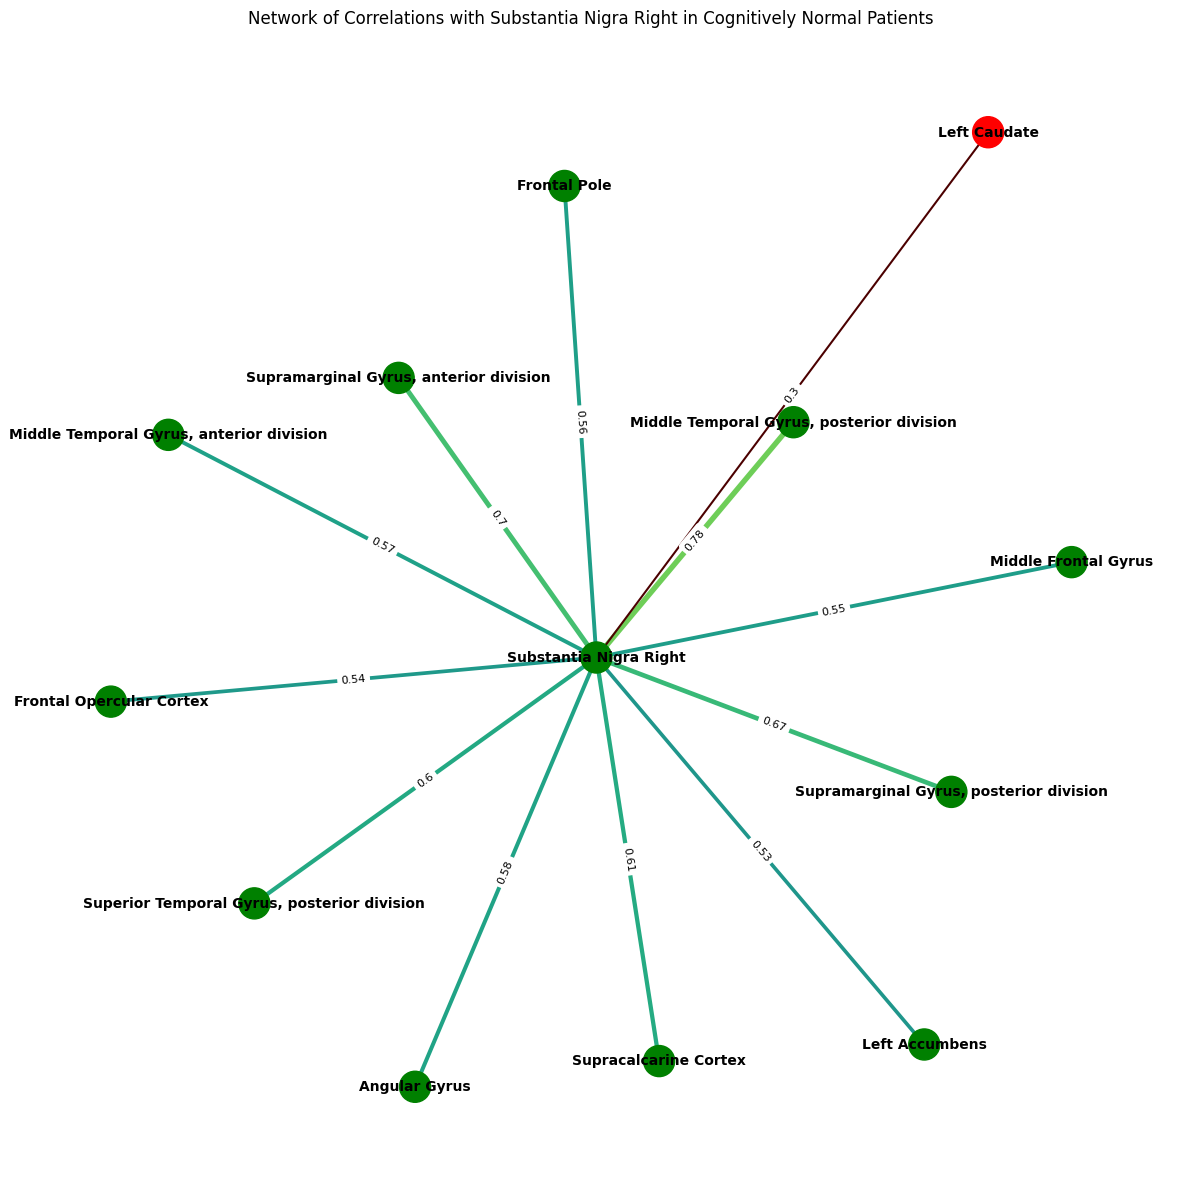 Network of Correlations with Substantia Nigra Right in Cognitively Normal Patients
Left Caudate
Frontal Pole
Supramarginal Gyrus, anterior division
0.3
Middle Temporal Gyrus, posterior division
0.56
Middle Temporal Gyrus, anterior division
0.7
0.78
0.57
Middle Frontal Gyrus
0.55
Substantia Nigra Right
0.54
Frontal Opercular Cortex
0.67
0.6
Supramarginal Gyrus, posterior division
0.53
0.61
0.58
Superior Temporal Gyrus, posterior division
Left Accumbens
Supracalcarine Cortex
Angular Gyrus